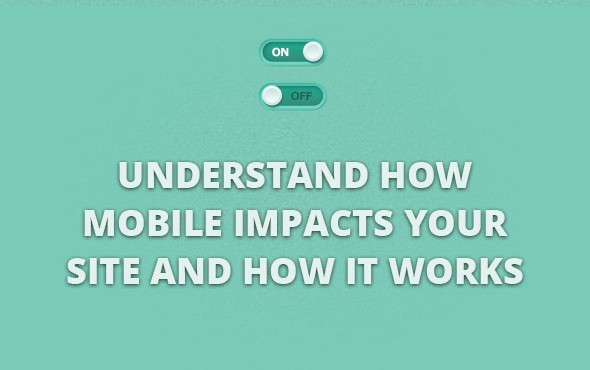 ON
OFF
UNDERSTAND HOW
MOBILE IMPACTS YOUR
SITE AND HOW IT WORKS